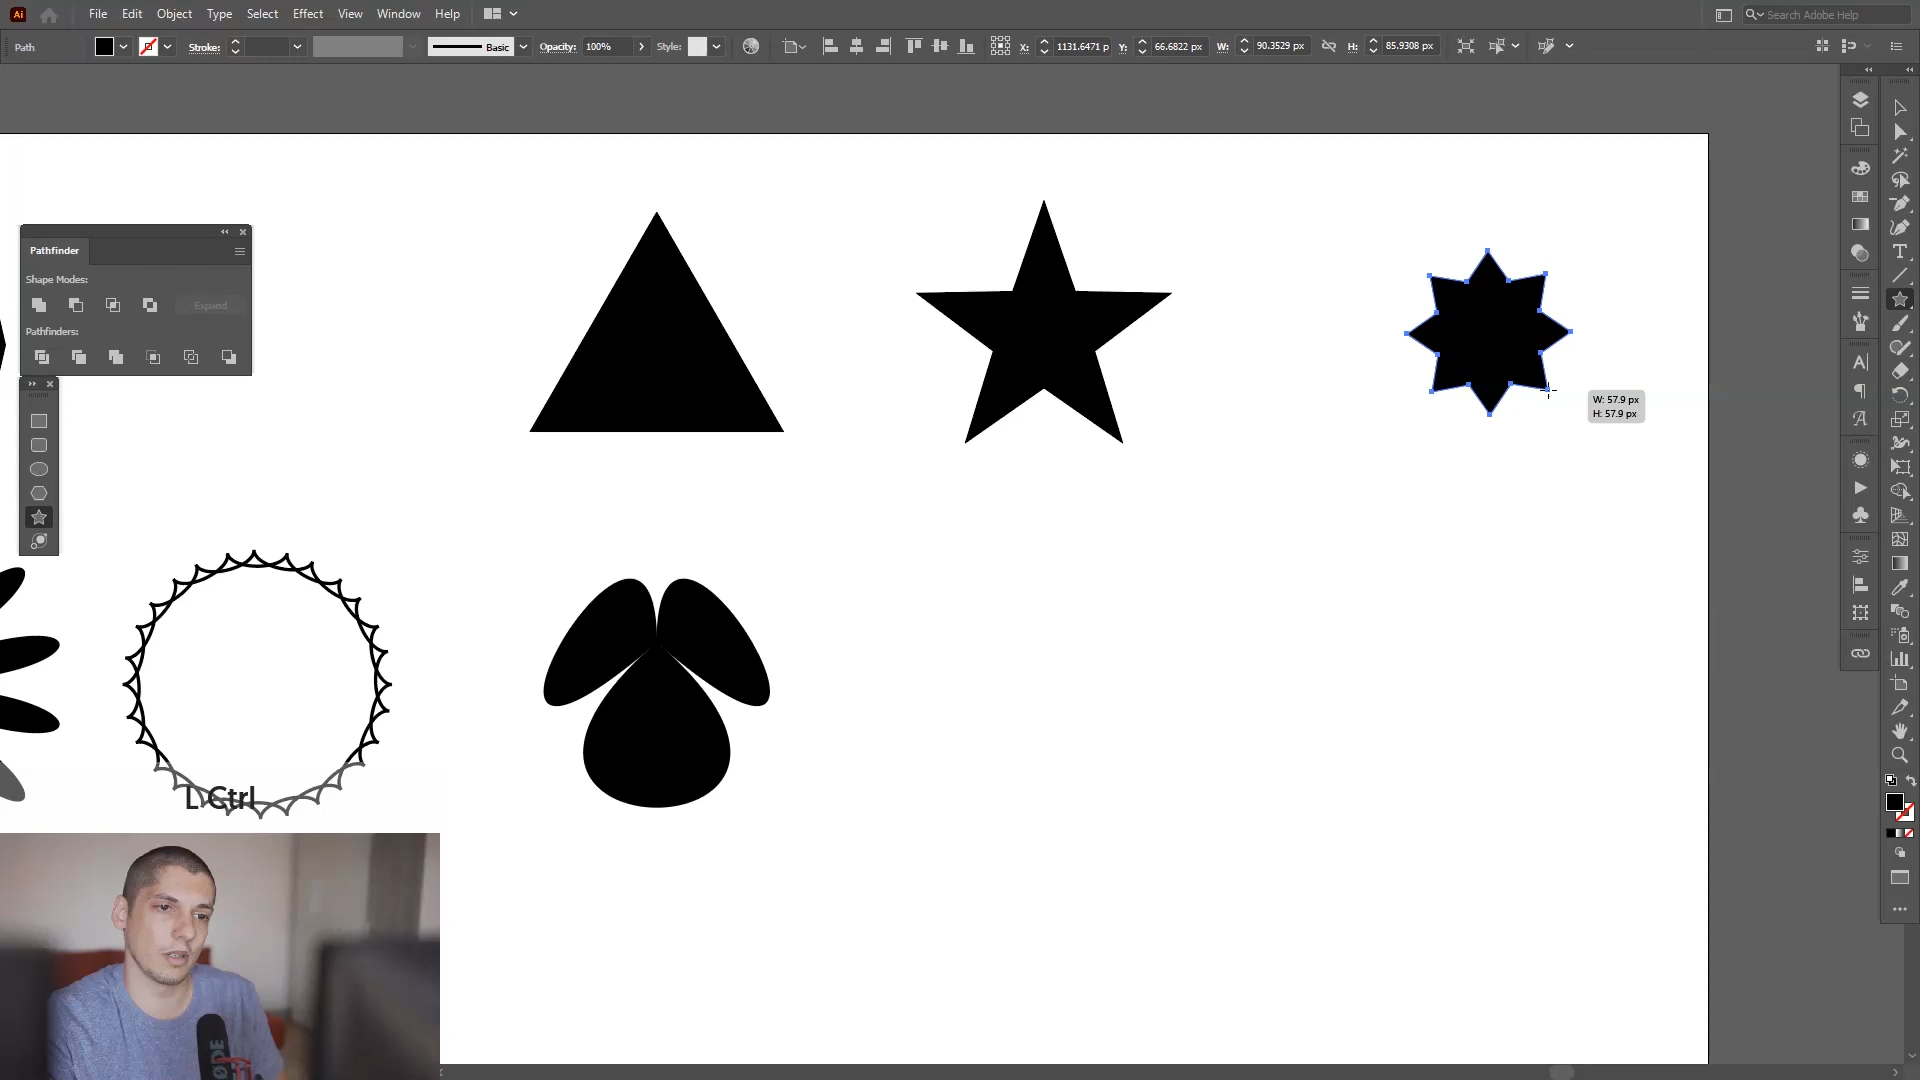 Ai File Edit Object Type Select Effect View Window Help Search Adobe Help
Path Stroke: Basic Opacity: 100% Style: X: 1131.6471 p Y: 66.6822 px W: 90.3529 px H: 85.9308 px
Pathfinder
Shape Modes:
Expand
Pathfinders:
W: 57.9 px
H: 57.9 px
L Ctrl
RØDE